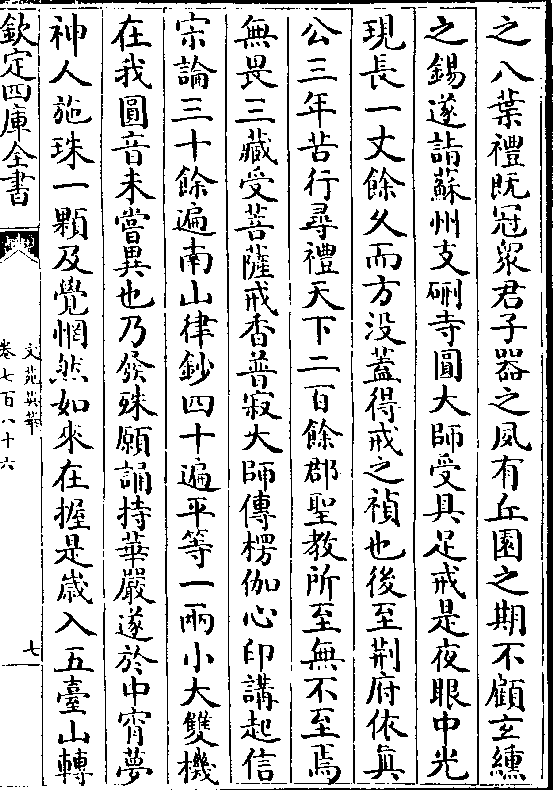 之八葉禮既冠衆君子器之風有丘園之期不顧玄纁
之錫遂詣蘇州支硎寺圓大師受具足戒是夜眼中光
現長一丈餘久而方没蓋得戒之禎也後至荆府依真
公三年苦行尋禮天下二百餘郡聖教所至無不至焉
無畏三藏受菩薩戒香普寂大師傳楞伽心印講起信
宗論三十餘遍南山律鈔四十遍平等一兩小大雙機
在我圓音未嘗異也乃發殊願誦持華嚴遂於中宵夢
神人施珠一顆及覺惘然如來在握是嵗入五臺山轉
欽定四庫全書
文苑英華
卷七百八十六
七